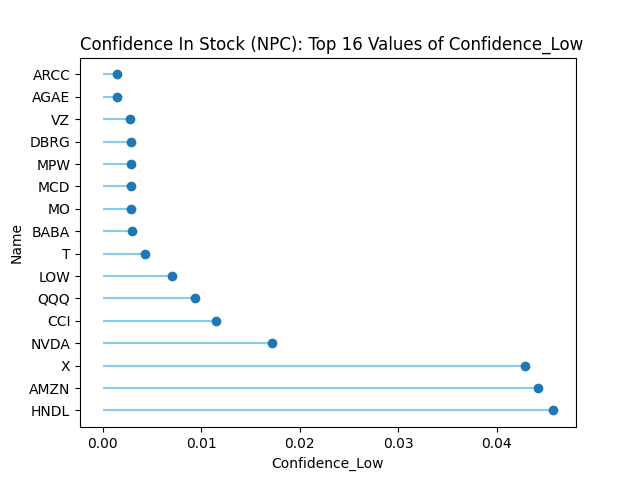 Confidence In Stock (NPC): Top 16 Values of Confidence_Low
ARCC
AGAE
VZ
DBRG
MPW
MCD
MO
BABA
T
LOW
QQQ
CCI
NVDA
X
AMZN
HNDL
Name
0.00 0.01 0.02 0.03 0.04
Confidence_Low